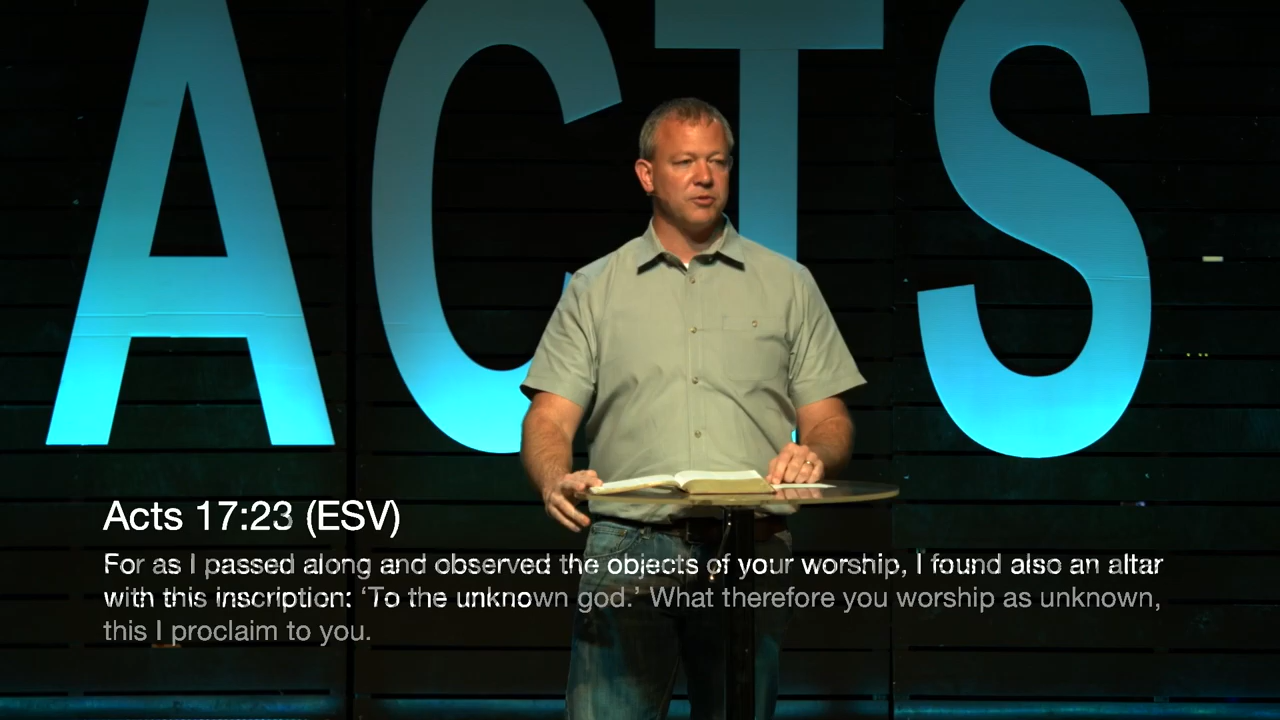 ACTS
Acts 17:23 (ESV)
For as I passed along and observed the objects of your worship, I found also an altar
with this inscription: ‘To the unknown god.’ What therefore you worship as unknown,
this I proclaim to you.